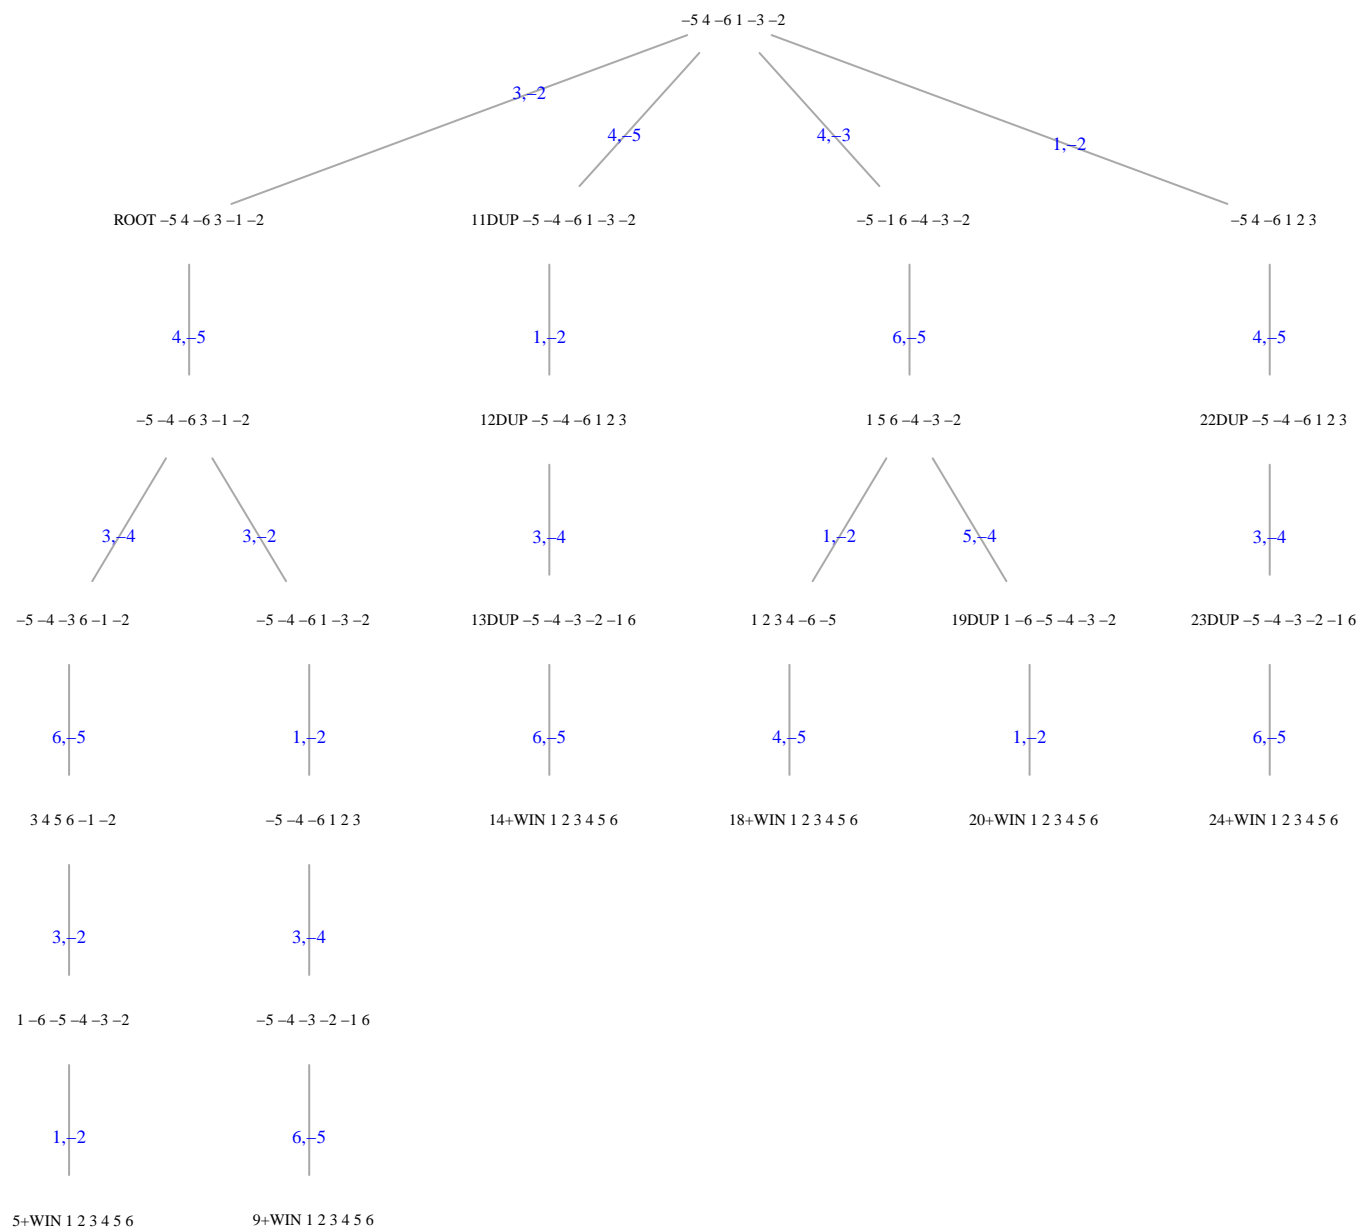 −5 4 −6 1 −3 −2
3,−2
4,−5
4,−3
1,−2
ROOT −5 4 −6 3 −1 −2
11DUP −5 −4 −6 1 −3 −2
−5 −1 6 −4 −3 −2
−5 4 −6 1 2 3
4,−5
1,−2
6,−5
4,−5
−5 −4 −6 3 −1 −2
12DUP −5 −4 −6 1 2 3
1 5 6 −4 −3 −2
22DUP −5 −4 −6 1 2 3
3,−4
3,−2
3,−4
1,−2
5,−4
3,−4
−5 −4 −3 6 −1 −2
−5 −4 −6 1 −3 −2
13DUP −5 −4 −3 −2 −1 6
1 2 3 4 −6 −5
19DUP 1 −6 −5 −4 −3 −2
23DUP −5 −4 −3 −2 −1 6
6,−5
1,−2
6,−5
4,−5
1,−2
6,−5
3 4 5 6 −1 −2
−5 −4 −6 1 2 3
14+WIN 1 2 3 4 5 6
18+WIN 1 2 3 4 5 6
20+WIN 1 2 3 4 5 6
24+WIN 1 2 3 4 5 6
3,−2
3,−4
1 −6 −5 −4 −3 −2
−5 −4 −3 −2 −1 6
1,−2
6,−5
5+WIN 1 2 3 4 5 6
9+WIN 1 2 3 4 5 6